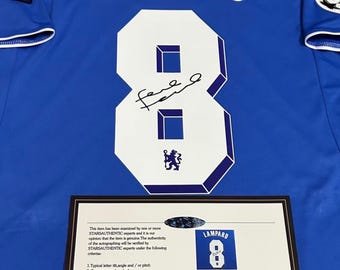 8
This item has been examined by one or more
STARSAUTHENTIC experts and it is our
opinion that the item is genuine.The authenticity
of the autographing will be verified by
STARSAUTHENTIC experts under the following
criterias:
1.Typical letter tilt,angle and / or pitch.
LAMPARD
8